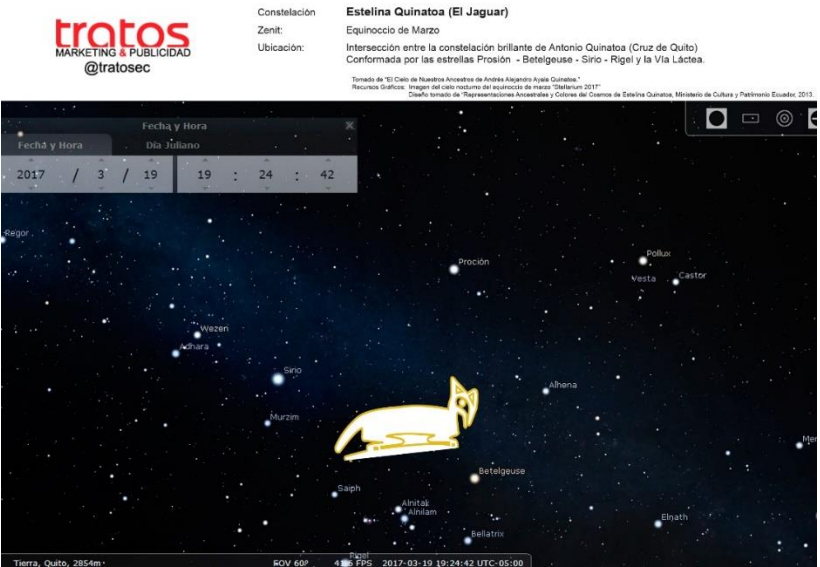 tratos
MARKETING & PUBLICIDAD
@tratosec
Constelación Estelina Quinatoa (El Jaguar)
Zenit: Equinoccio de Marzo
Ubicación: Intersección entre la constelación brillante de Antonio Quinatoa (Cruz de Quito)
Conformada por las estrellas Prosión - Betelgeuse - Sirio - Rigel y la Vía Láctea.
Tomado de "El Cielo de Nuestros Ancestros de Andrés Alejandro Ayala Quinatoa."
Recursos Gráficos: Imagen del cielo nocturno del equinoccio de marzo "Stellarium 2017"
Diseño tomado de "Representaciones Ancestrales y Colores del Cosmos de Estelina Quinatoa, Ministerio de Cultura y Patrimonio Ecuador, 2013.
Fecha y Hora X
Fecha y Hora Día Juliano
2017 / 3 / 19 19 : 24 : 42
Regor
Proción
Pollux
Vesta
Castor
Wezen
Adhara
Sirio
Alhena
Murzim
Betelgeuse
Saiph
Alnitak
Alnilam
Elnath
Bellatrix
Rigel
Tierra, Quito, 2854m FOV 60° FPS 2017-03-19 19:24:42 UTC-05:00